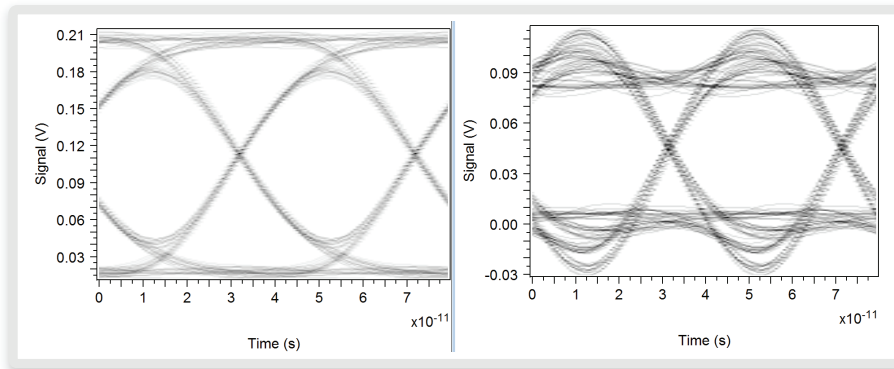 0.21
0.18
0.15
0.12
0.09
0.06
0.03
Signal (V)
0 1 2 3 4 5 6 7
x10-11
Time (s)
0.09
0.06
0.03
0.00
-0.03
Signal (V)
0 1 2 3 4 5 6 7
x10-11
Time (s)